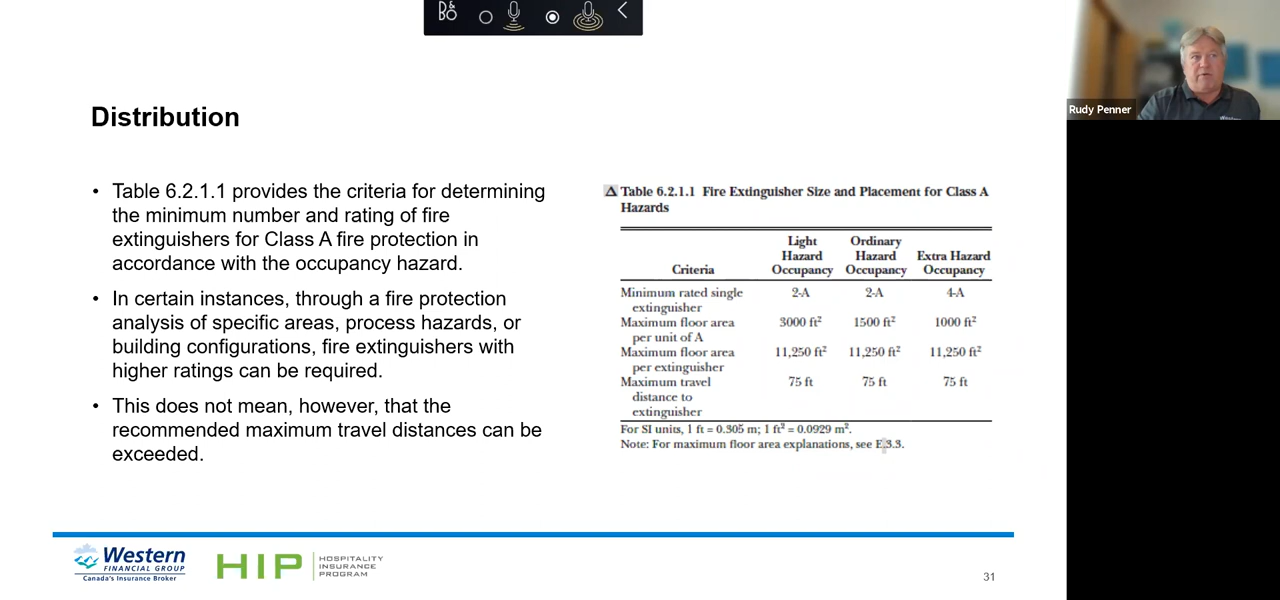 Rudy Penner
Distribution
• Table 6.2.1.1 provides the criteria for determining
the minimum number and rating of fire
extinguishers for Class A fire protection in
accordance with the occupancy hazard.
• In certain instances, through a fire protection
analysis of specific areas, process hazards, or
building configurations, fire extinguishers with
higher ratings can be required.
• This does not mean, however, that the
recommended maximum travel distances can be
exceeded.
Δ Table 6.2.1.1 Fire Extinguisher Size and Placement for Class A
Hazards
Criteria Light Hazard Occupancy Ordinary Hazard Occupancy Extra Hazard Occupancy
Minimum rated single extinguisher 2-A 2-A 4-A
Maximum floor area per unit of A 3000 ft² 1500 ft² 1000 ft²
Maximum floor area per extinguisher 11,250 ft² 11,250 ft² 11,250 ft²
Maximum travel distance to extinguisher 75 ft 75 ft 75 ft
For SI units, 1 ft = 0.305 m; 1 ft² = 0.0929 m².
Note: For maximum floor area explanations, see E.3.3.
Western
FINANCIAL GROUP
Canada's Insurance Broker
HIP
HOSPITALITY
INSURANCE
PROGRAM
31